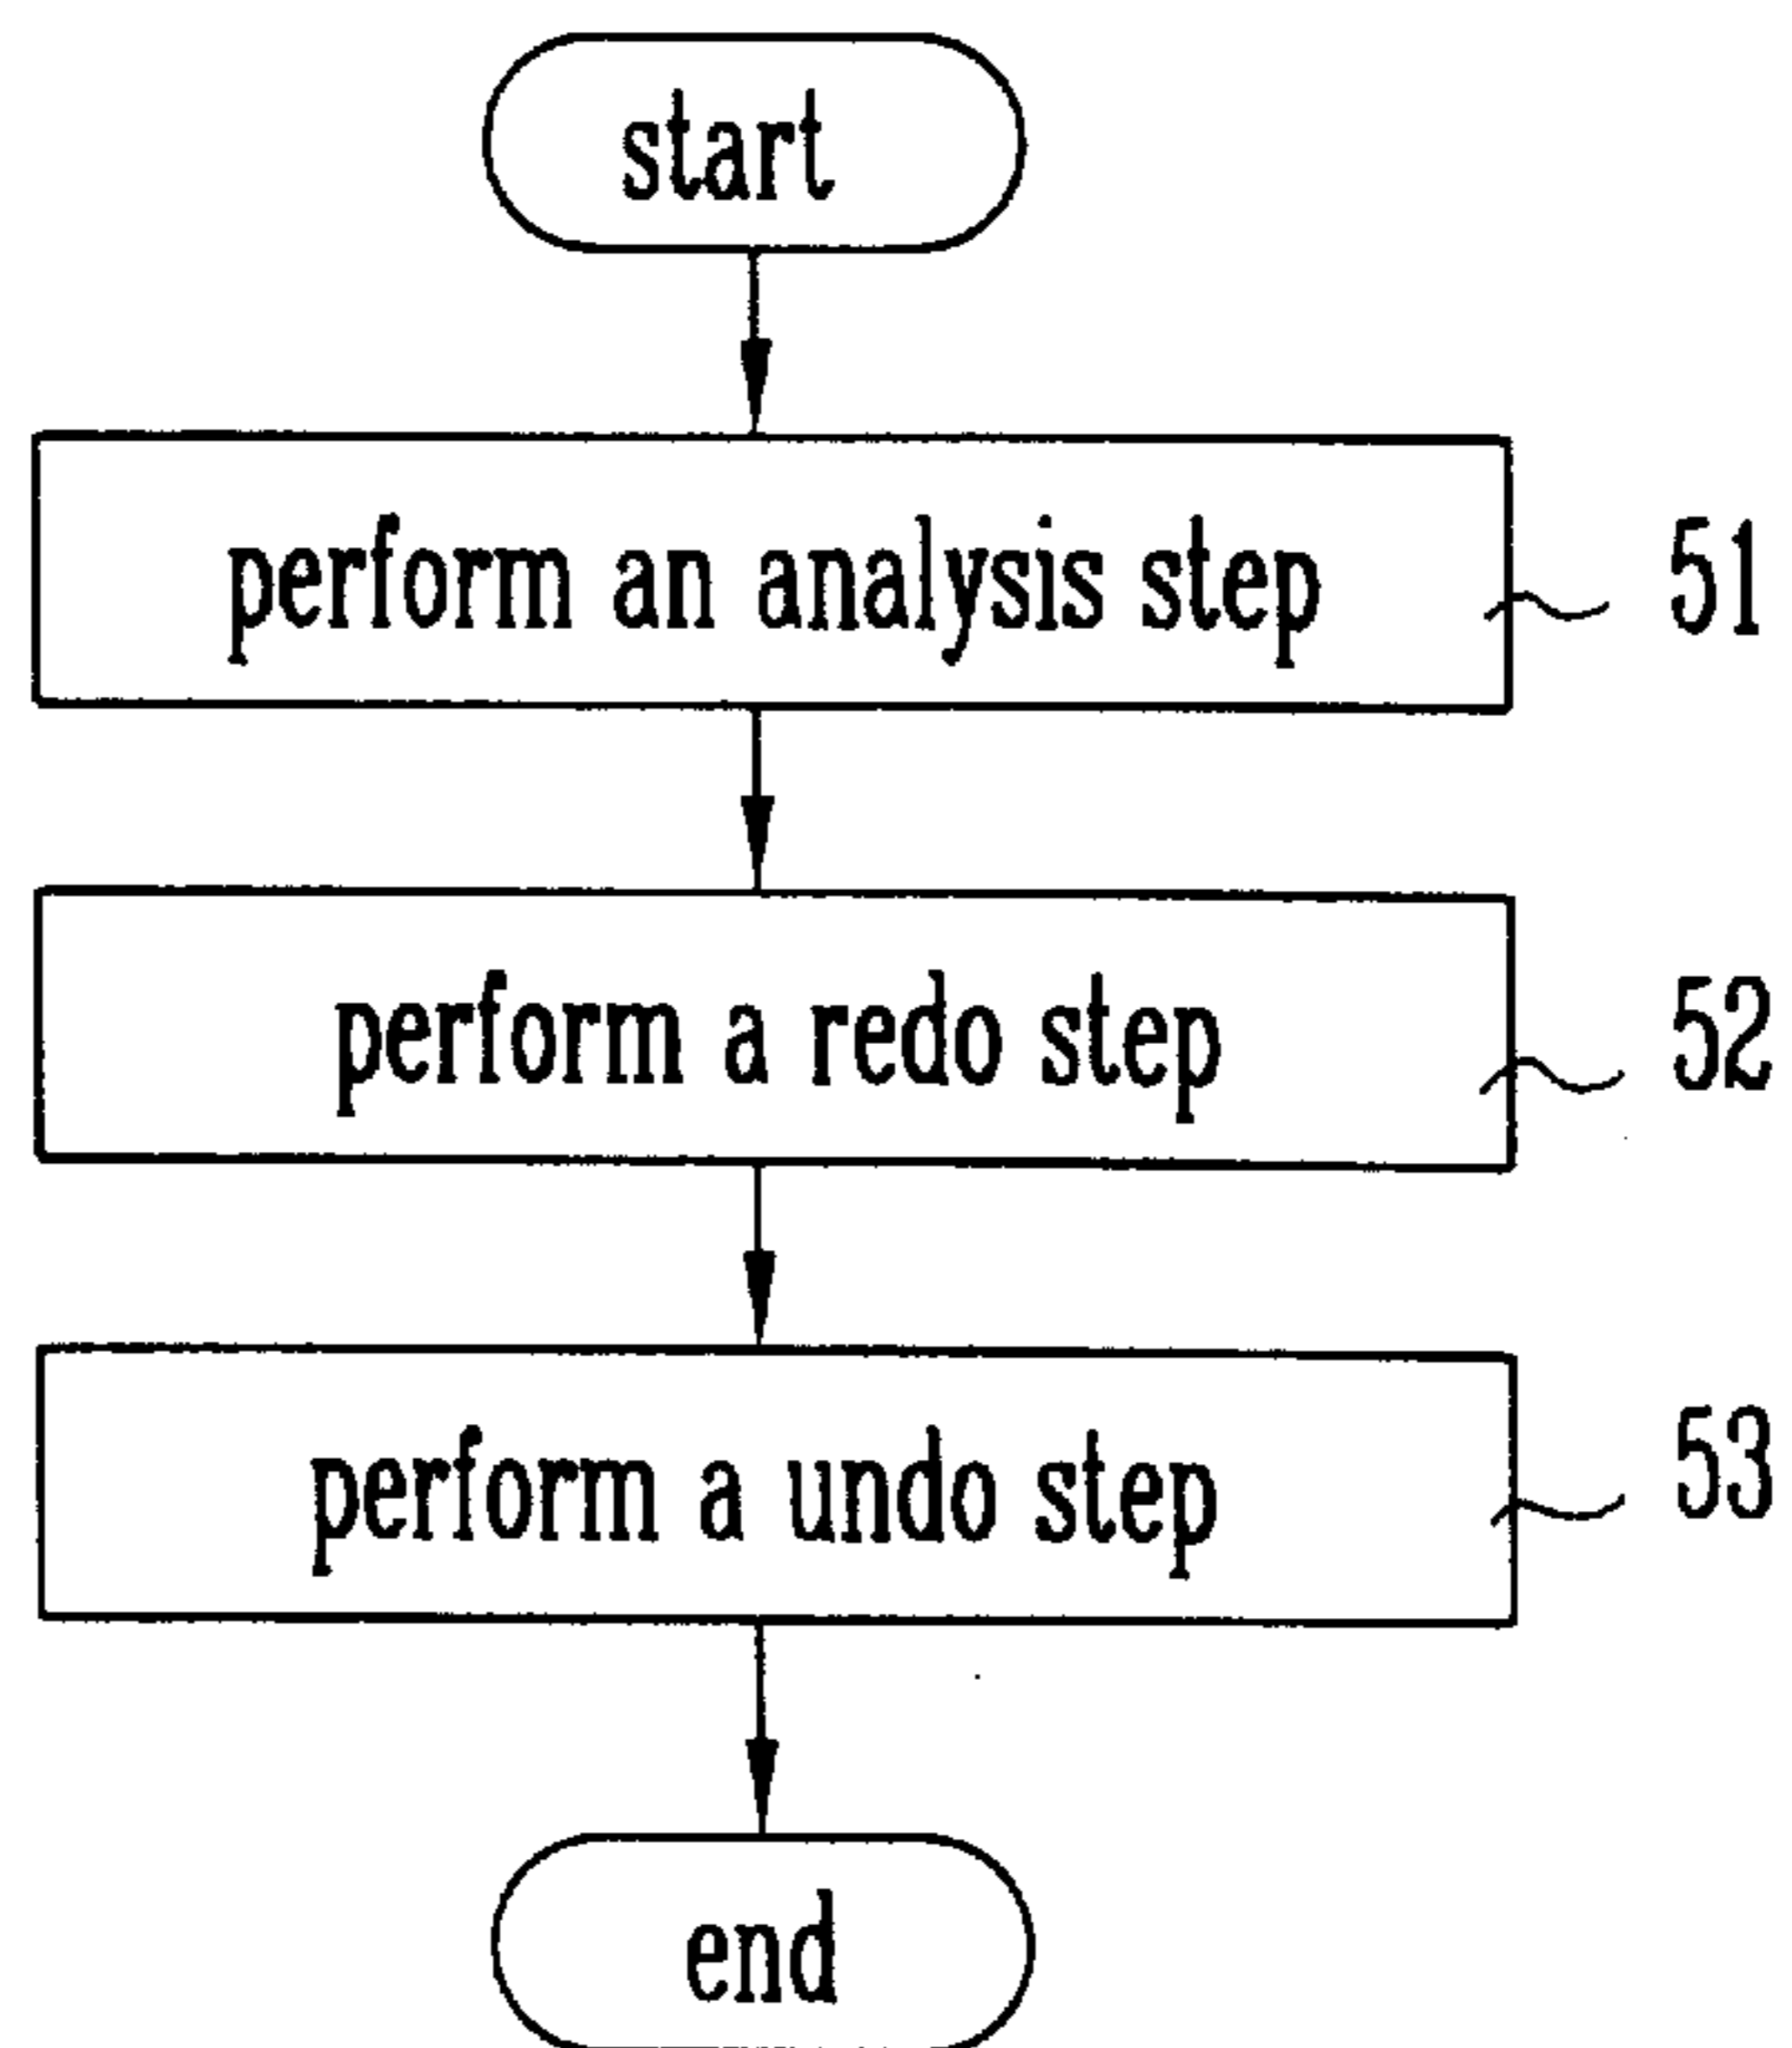 start
perform an analysis step 51
perform a redo step 52
perform a undo step 53
end